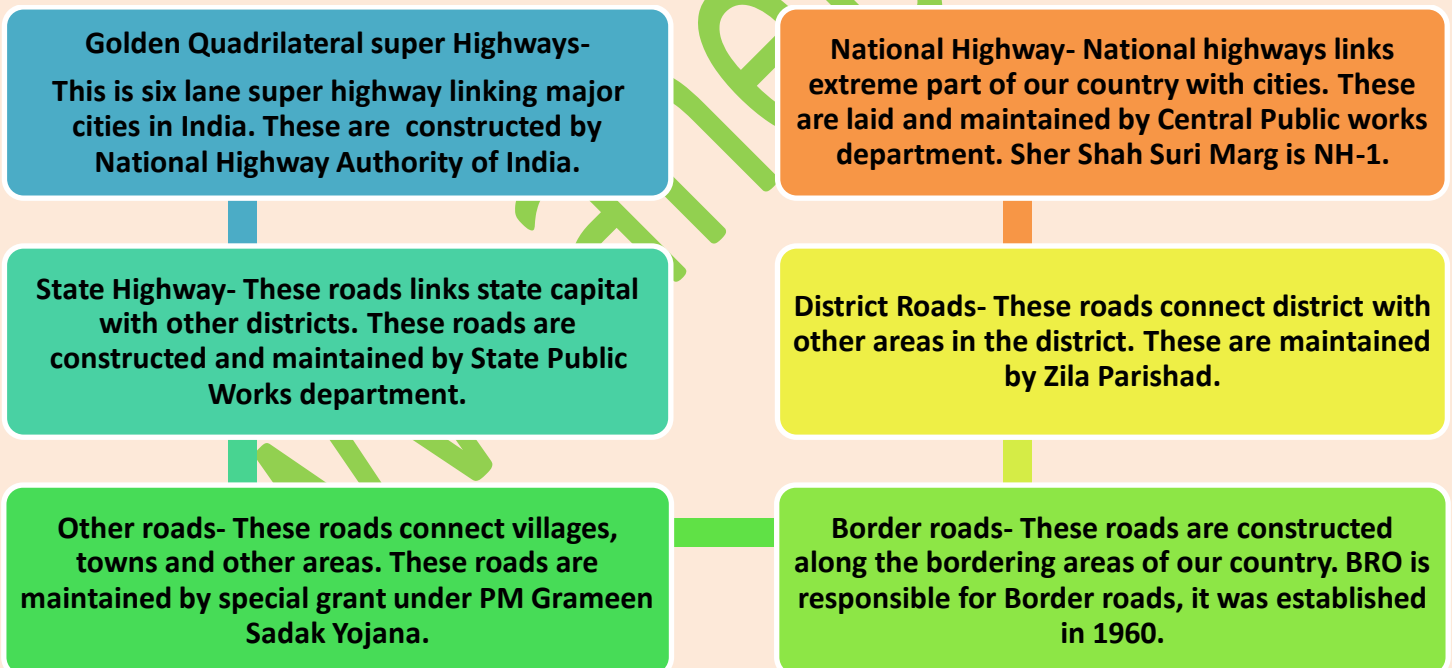 Golden Quadrilateral super Highways-
This is six lane super highway linking major
cities in India. These are constructed by
National Highway Authority of India.
State Highway- These roads links state capital
with other districts. These roads are
constructed and maintained by State Public
Works department.
Other roads- These roads connect villages,
towns and other areas. These roads are
maintained by special grant under PM Grameen
Sadak Yojana.
Border roads- These roads are constructed
along the bordering areas of our country. BRO is
responsible for Border roads, it was established
in 1960.
District Roads- These roads connect district with
other areas in the district. These are maintained
by Zila Parishad.
National Highway- National highways links
extreme part of our country with cities. These
are laid and maintained by Central Public works
department. Sher Shah Suri Marg is NH-1.